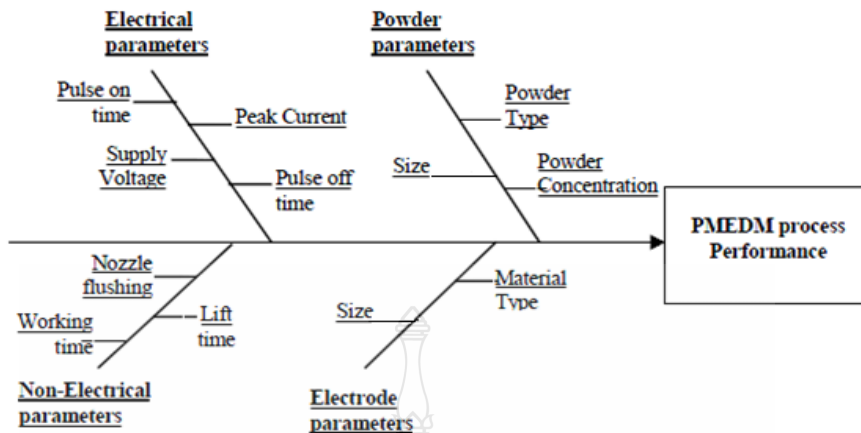 Electrical
parameters
Pulse on
time
Peak Current
Supply
Voltage
Pulse off
time
Powder
parameters
Powder
Type
Size
Powder
Concentration
PMEDM process
Performance
Nozzle
flushing
Working
time
Lift
time
Non-Electrical
parameters
Material
Type
Size
Electrode
parameters